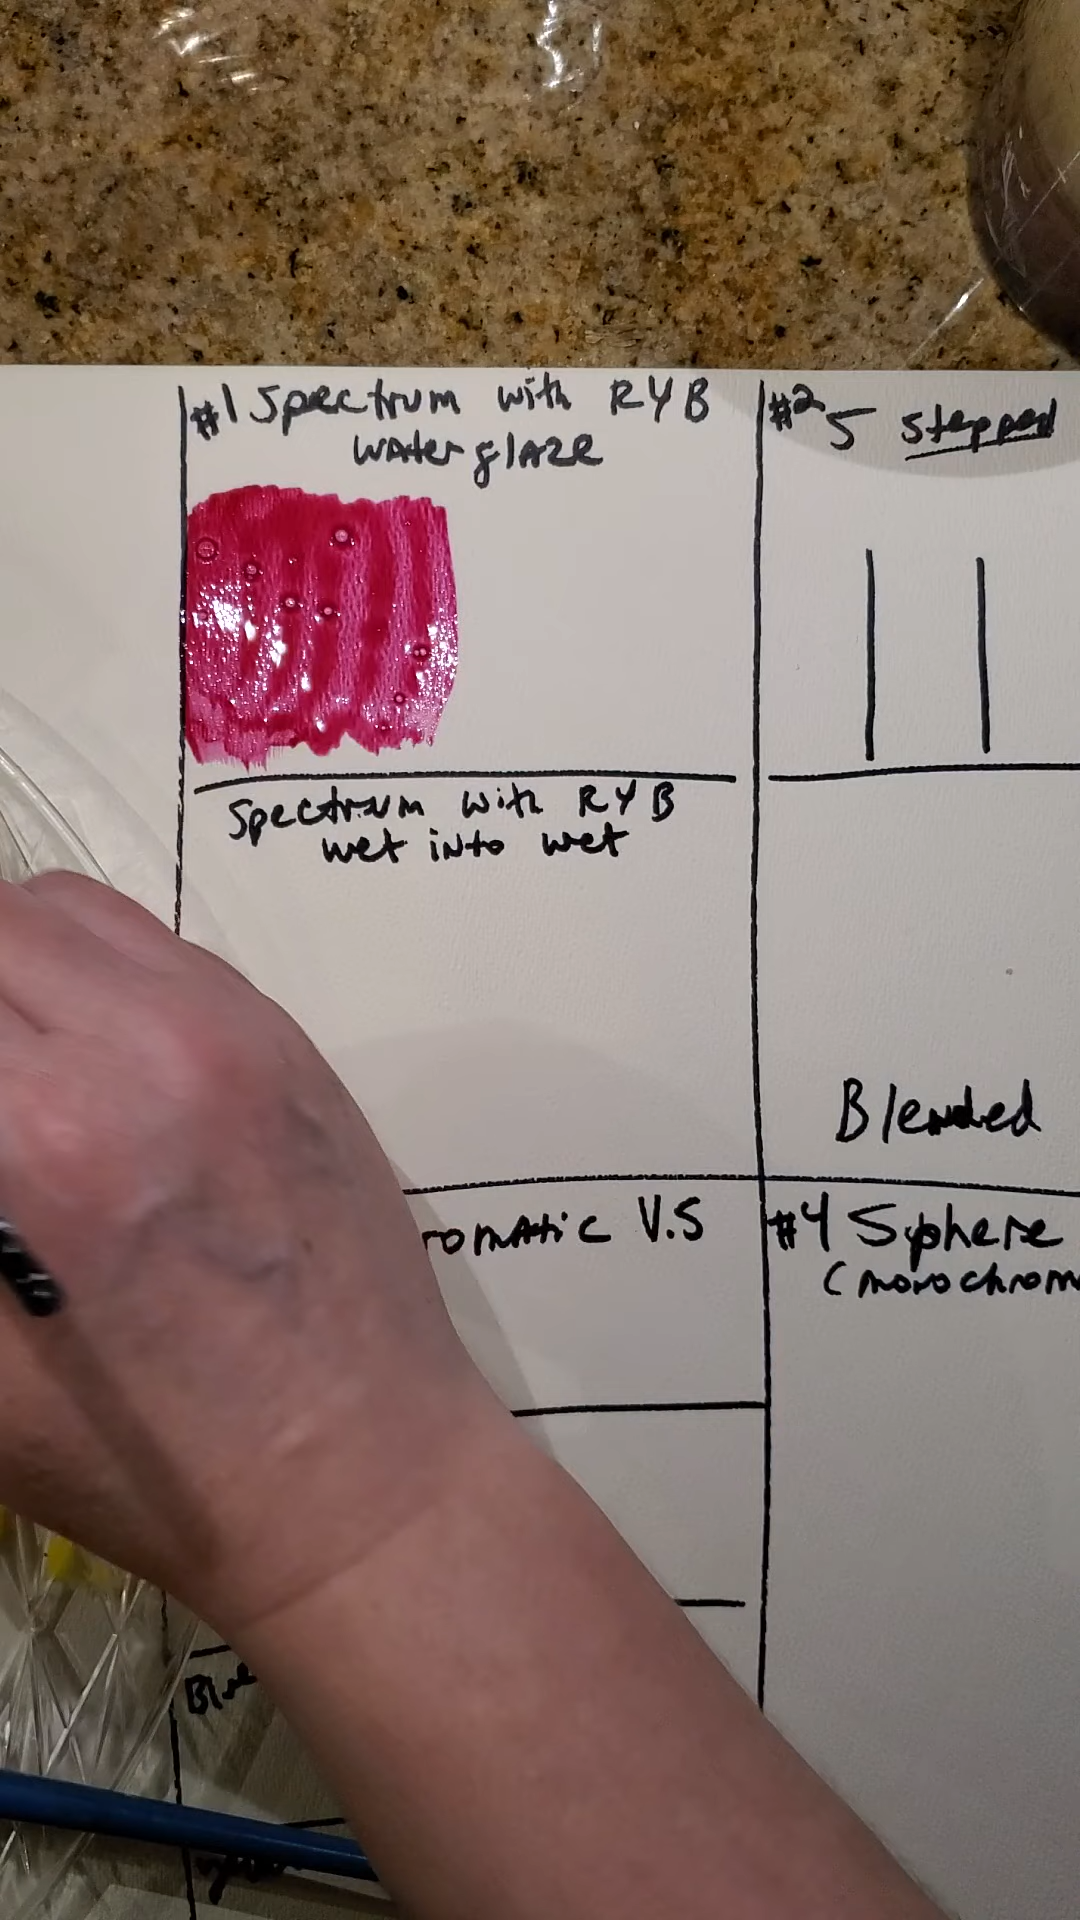 #1 Spectrum with RYB
water glaze
#2 5 stepped
Spectrum with RYB
wet into wet
Blended
romatic V.S
#4 Sphere
(monochrom